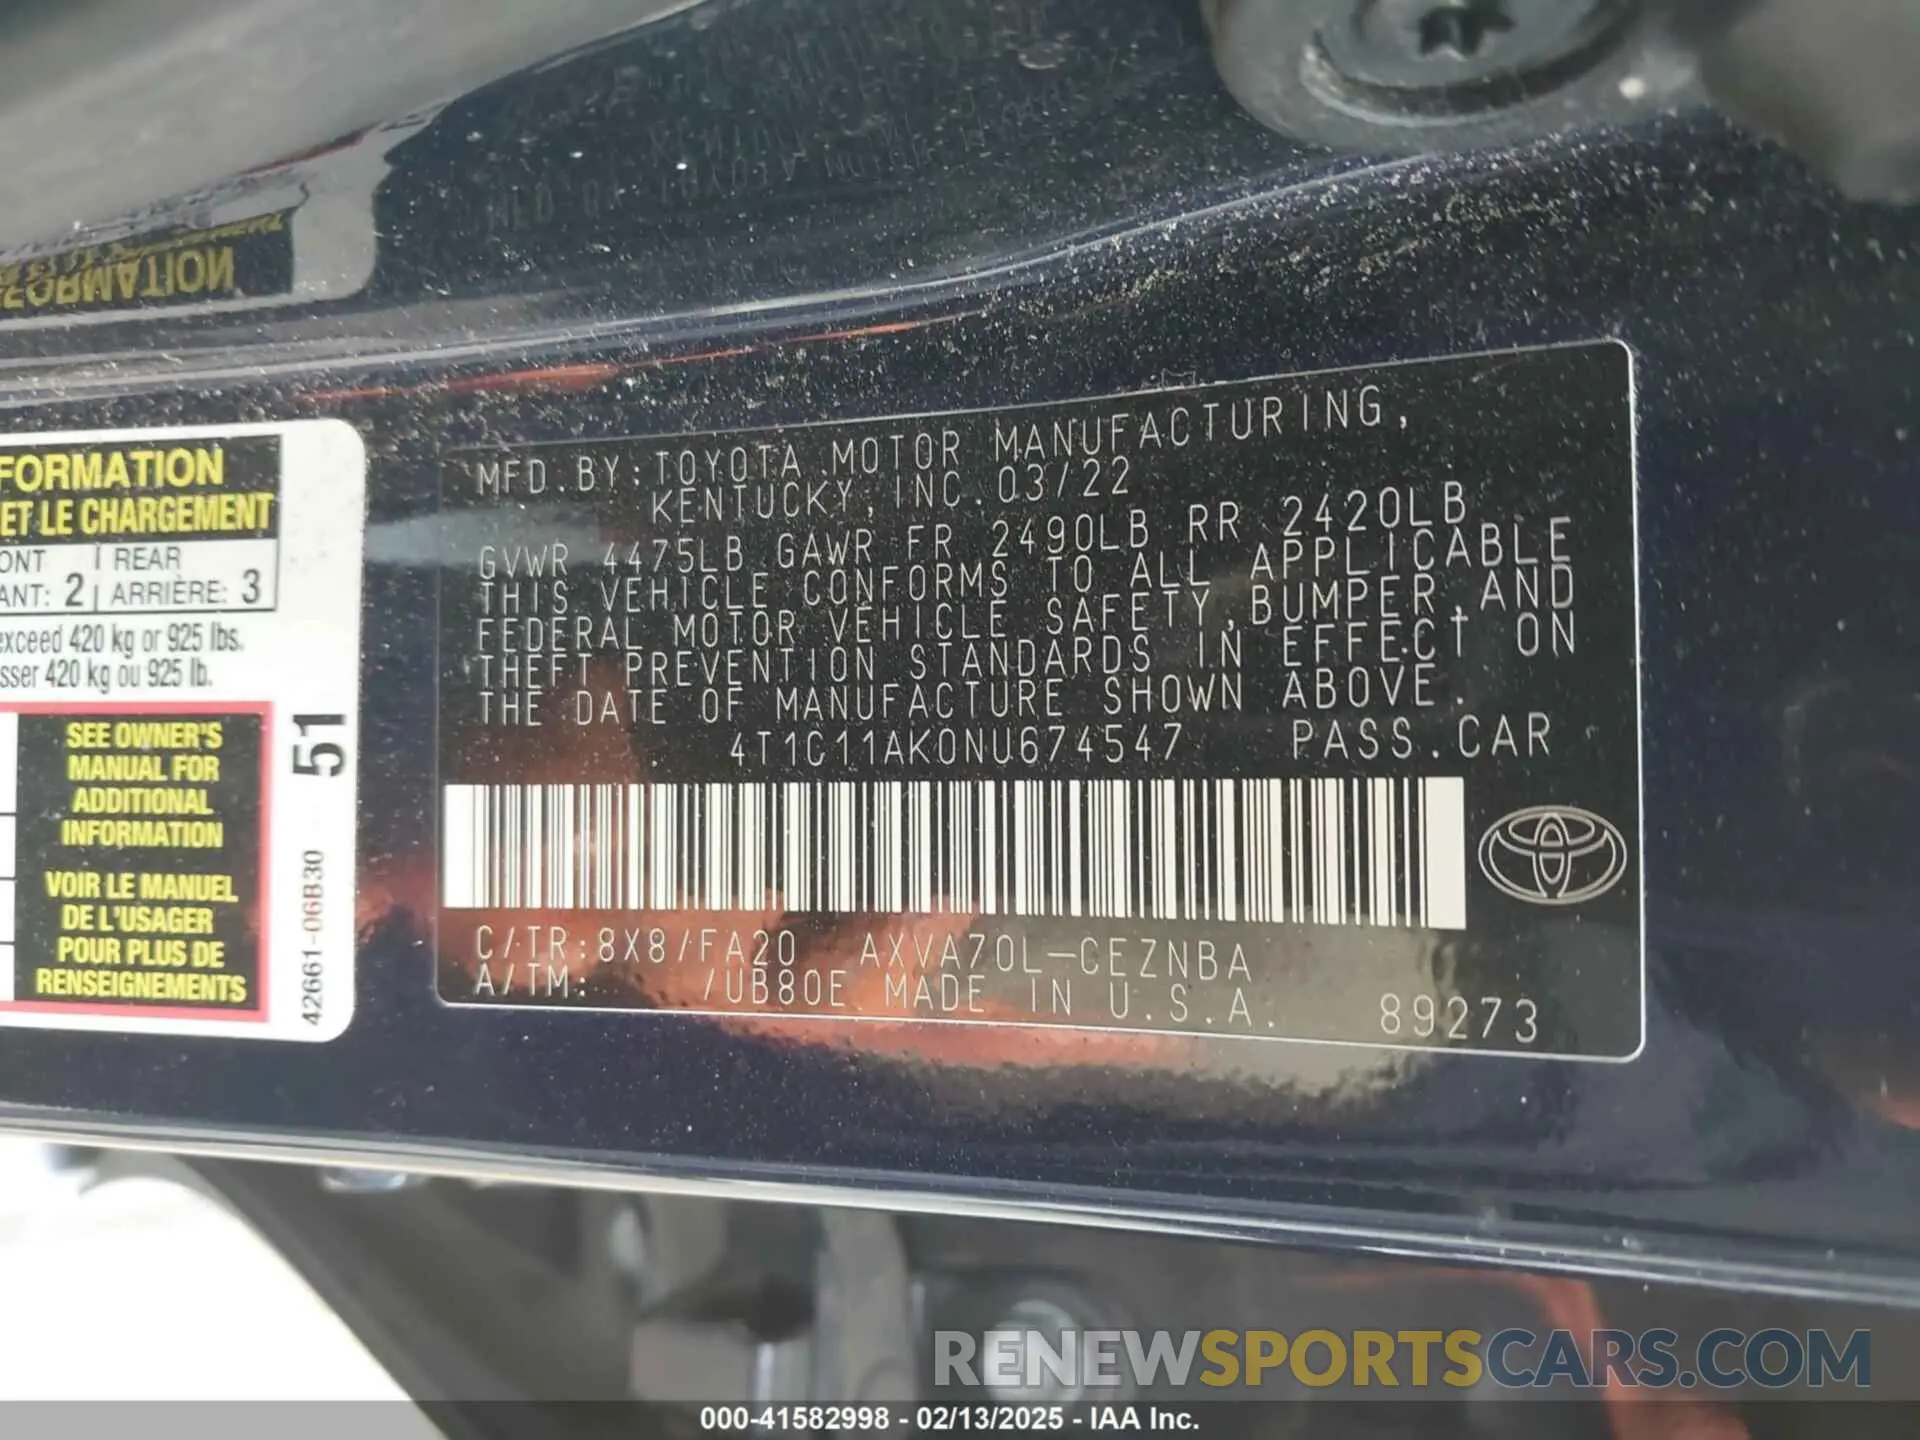 FORMATION
ET LE CHARGEMENT
ONT | REAR
ANT: 2 | ARRIÈRE: 3
exceed 420 kg or 925 lbs.
sser 420 kg ou 925 lb.
SEE OWNER'S
MANUAL FOR
ADDITIONAL
INFORMATION
VOIR LE MANUEL
DE L'USAGER
POUR PLUS DE
RENSEIGNEMENTS
51
42661-06B30
MFD.BY:TOYOTA MOTOR MANUFACTURING,
KENTUCKY,INC.03/22
GVWR 4475LB GAWR FR 2490LB RR 2420LB
THIS VEHICLE CONFORMS TO ALL APPLICABLE
FEDERAL MOTOR VEHICLE SAFETY,BUMPER,AND
THEFT PREVENTION STANDARDS IN EFFECT ON
THE DATE OF MANUFACTURE SHOWN ABOVE.
4T1G11AK0NU674547 PASS.CAR
C/TR:8X8/FA20 AXVA70L-CEZNBA
A/TM: /UB80E MADE IN U.S.A.
89273
RENEWSPORTSCARS.COM
000-41582998 - 02/13/2025 - IAA Inc.